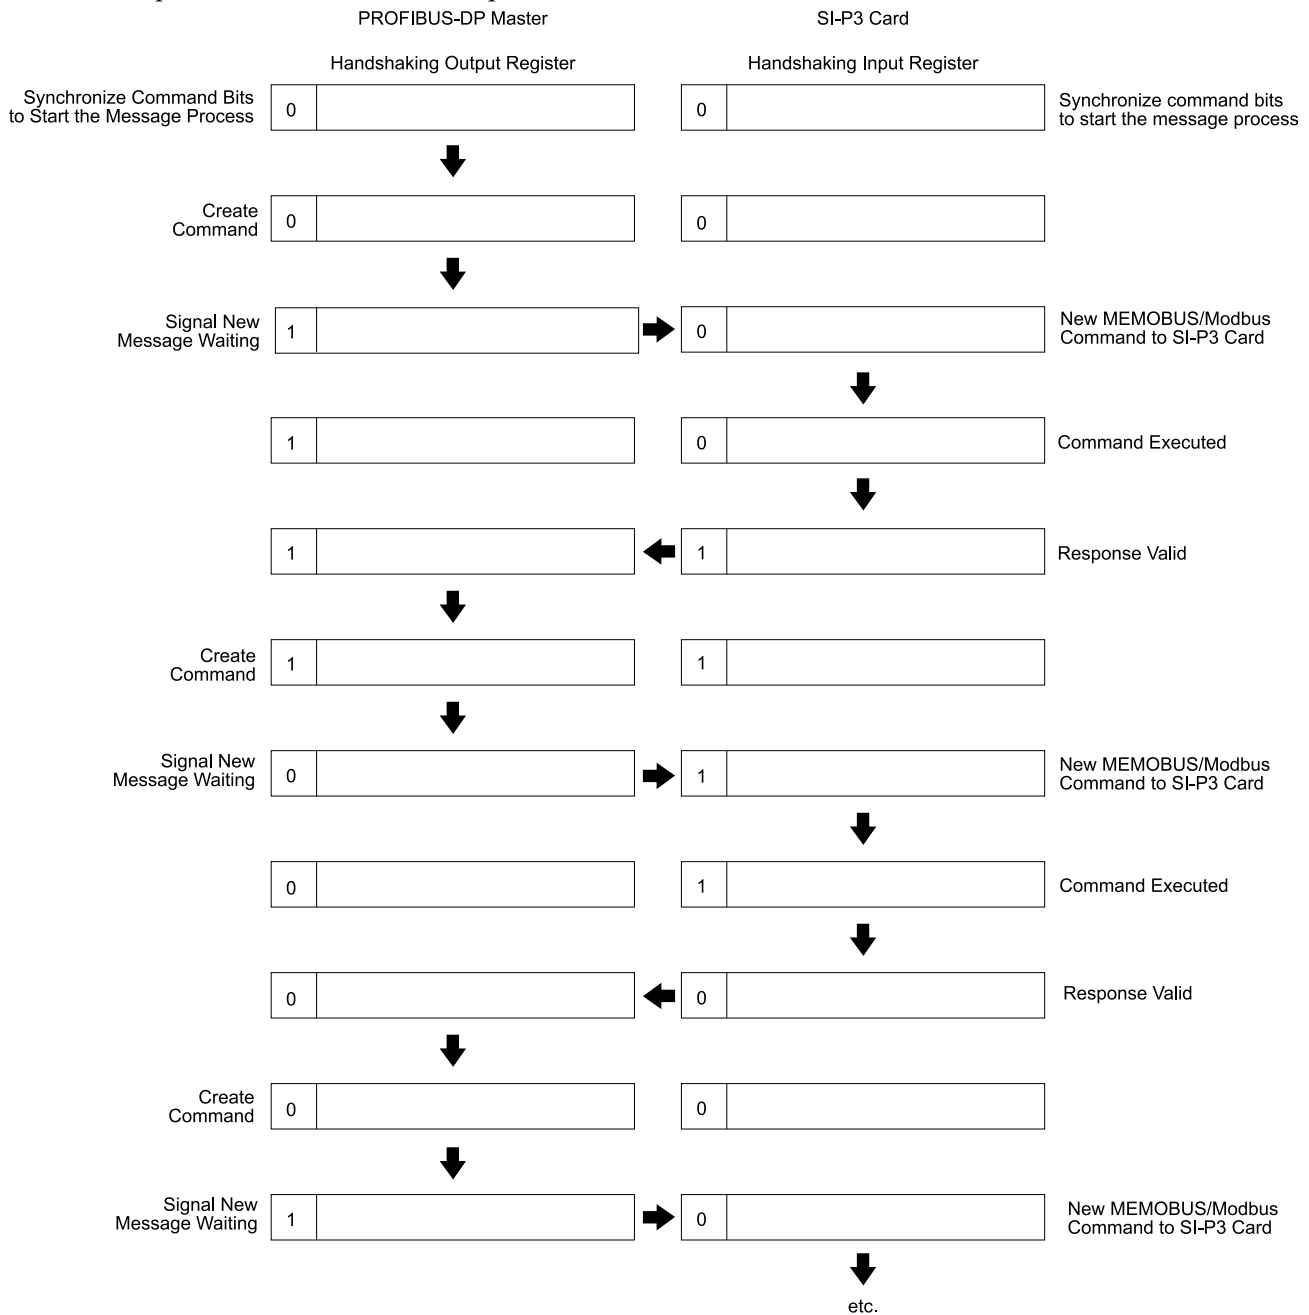 PROFIBUS-DP Master
SI-P3 Card
Handshaking Output Register
Handshaking Input Register
Synchronize Command Bits
to Start the Message Process
0
0
Synchronize command bits
to start the message process
Create
Command
0
0
Signal New
Message Waiting
1
0
New MEMOBUS/Modbus
Command to SI-P3 Card
1
0
Command Executed
1
1
Response Valid
Create
Command
1
1
Signal New
Message Waiting
0
1
New MEMOBUS/Modbus
Command to SI-P3 Card
0
1
Command Executed
0
0
Response Valid
Create
Command
0
0
Signal New
Message Waiting
1
0
New MEMOBUS/Modbus
Command to SI-P3 Card
etc.